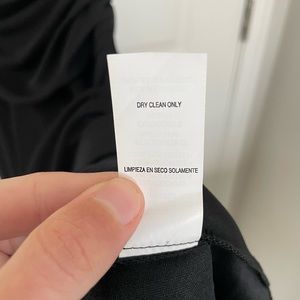 DRY CLEAN ONLY
LIMPIEZA EN SECO SOLAMENTE